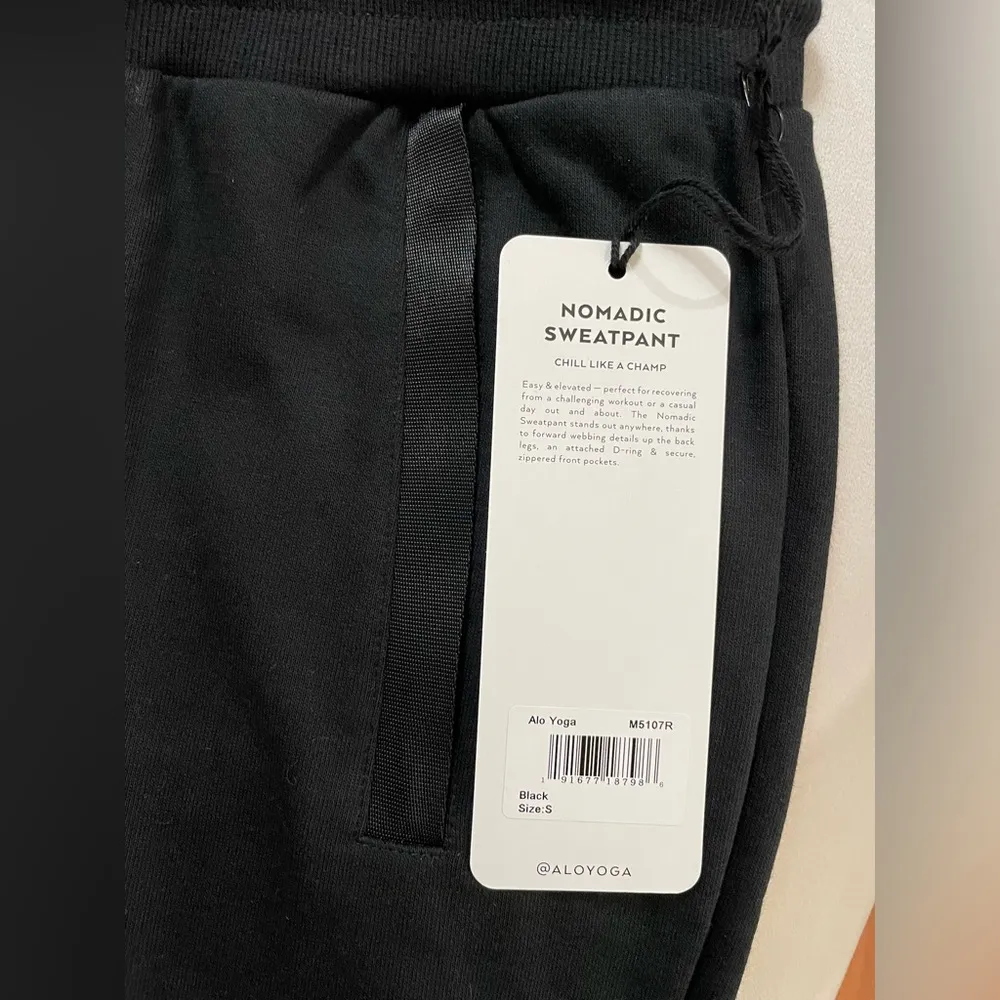 NOMADIC
SWEATPANT
CHILL LIKE A CHAMP
Easy & elevated — perfect for recovering
from a challenging workout or a casual
day out and about. The Nomadic
Sweatpant stands out anywhere, thanks
to forward webbing details up the back
legs, an attached D-ring & secure,
zippered front pockets.
Alo Yoga M5107R
1 91677 18798 6
Black
Size:S
@ALOYOGA